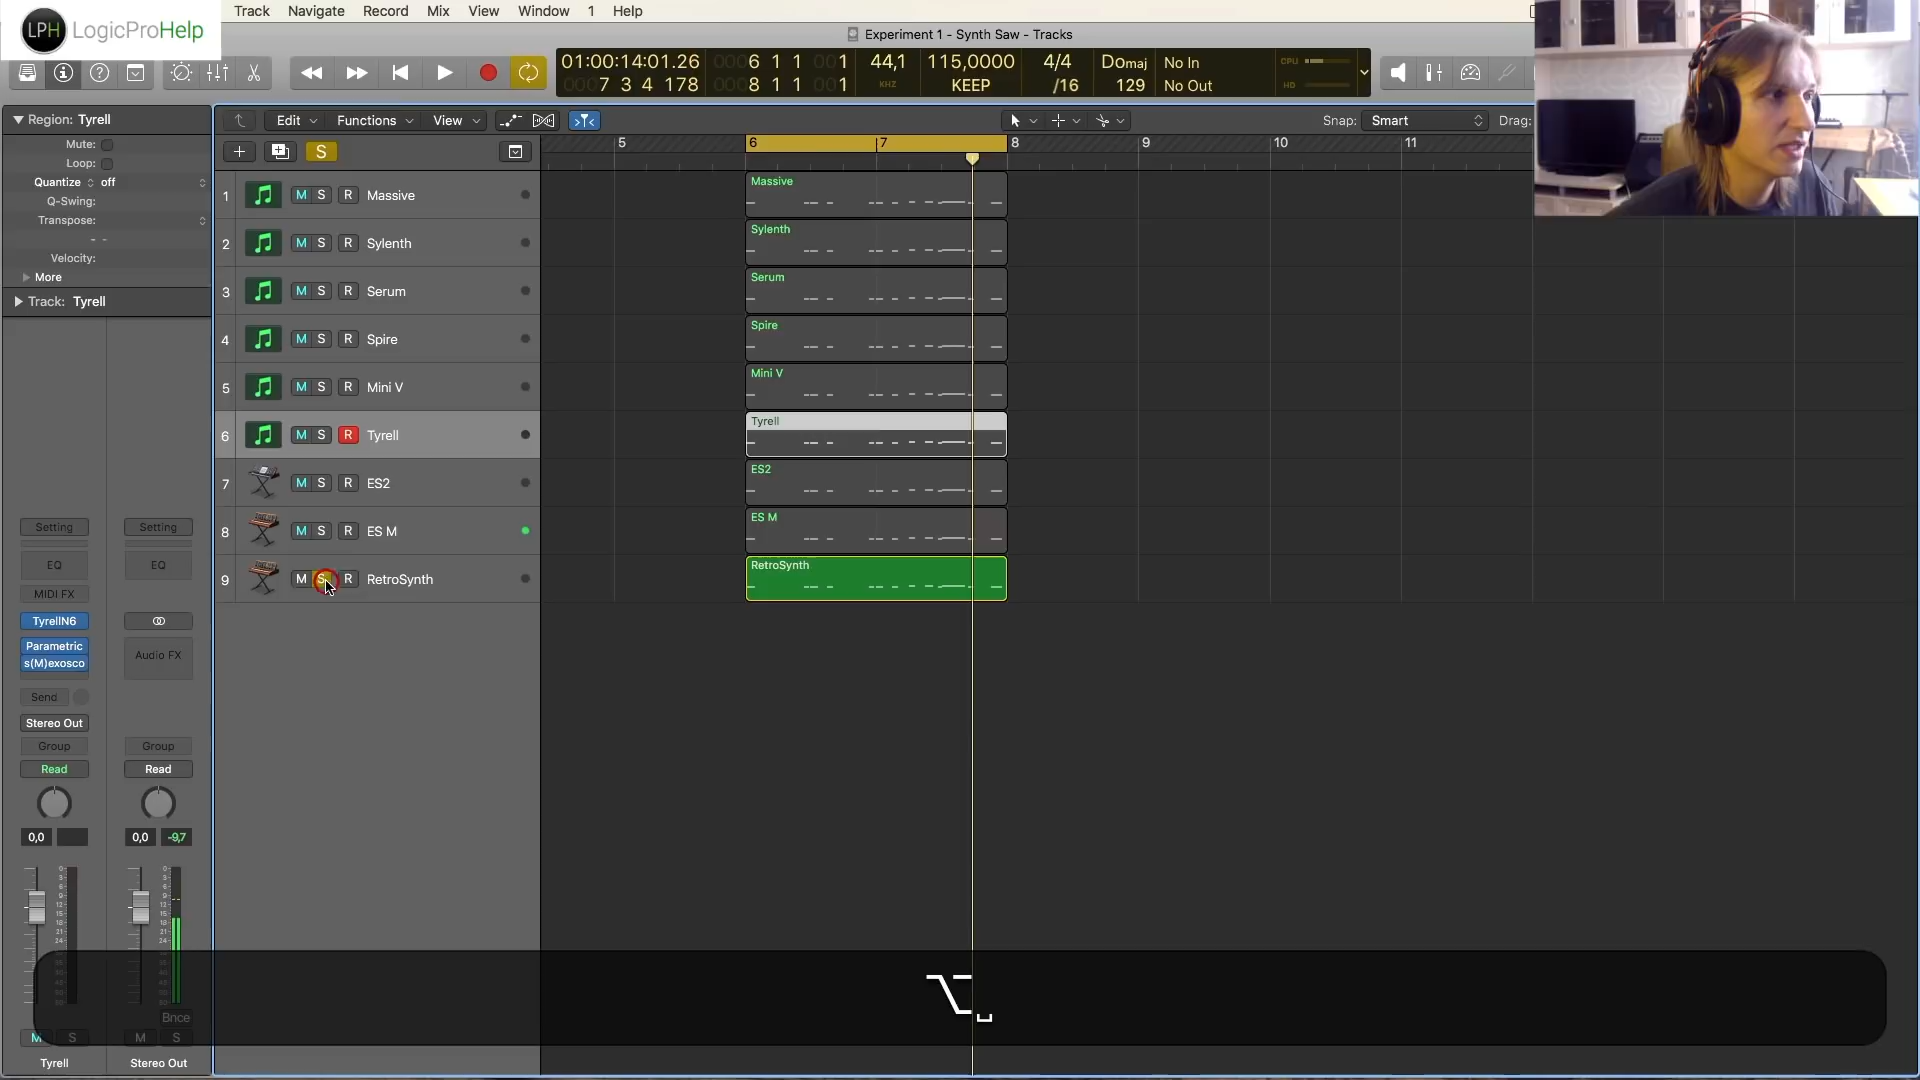 LPH LogicProHelp
Track Navigate Record Mix View Window 1 Help
Experiment 1 - Synth Saw - Tracks
01:00:14:01.26 0006 1 1 001 44,1 115,0000 4/4 Domaj No In CPU
0007 3 4 178 0008 1 1 001 KHZ KEEP /16 129 No Out HD
Region: Tyrell
Edit Functions View Snap: Smart Drag:
Mute:
Loop:
Quantize off
Q-Swing:
Transpose:
- -
Velocity:
More
Track: Tyrell
S
5 6 7 8 9 10 11
1 M S R Massive Massive
2 M S R Sylenth Sylenth
3 M S R Serum Serum
4 M S R Spire Spire
5 M S R Mini V Mini V
6 M S R Tyrell Tyrell
7 M S R ES2 ES2
8 M S R ES M ES M
9 M S R RetroSynth RetroSynth
Setting Setting
EQ EQ
MIDI FX
TyrellN6
Parametric
s(M)exosco Audio FX
Send
Stereo Out
Group Group
Read Read
0,0 0,0 -9,7
Bnce
M S M S
Tyrell Stereo Out
⌥